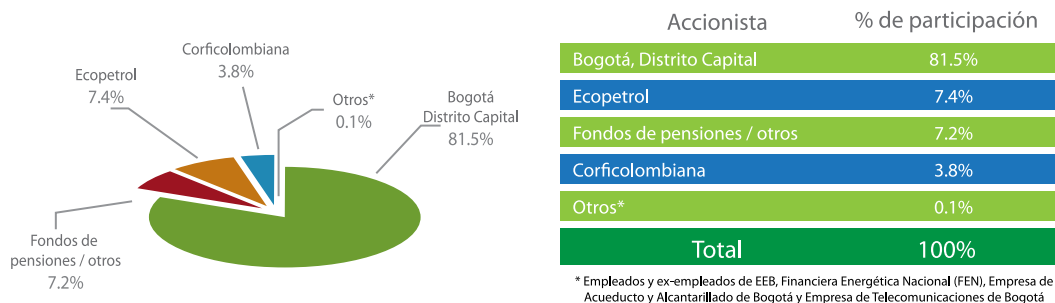 Corficolombiana
3.8%
Ecopetrol
7.4%
Otros*
0.1%
Bogotá
Distrito Capital
81.5%
Fondos de
pensiones / otros
7.2%
Accionista % de participación
Bogotá, Distrito Capital 81.5%
Ecopetrol 7.4%
Fondos de pensiones / otros 7.2%
Corficolombiana 3.8%
Otros* 0.1%
Total 100%
* Empleados y ex-empleados de EEB, Financiera Energética Nacional (FEN), Empresa de
Acueducto y Alcantarillado de Bogotá y Empresa de Telecomunicaciones de Bogotá